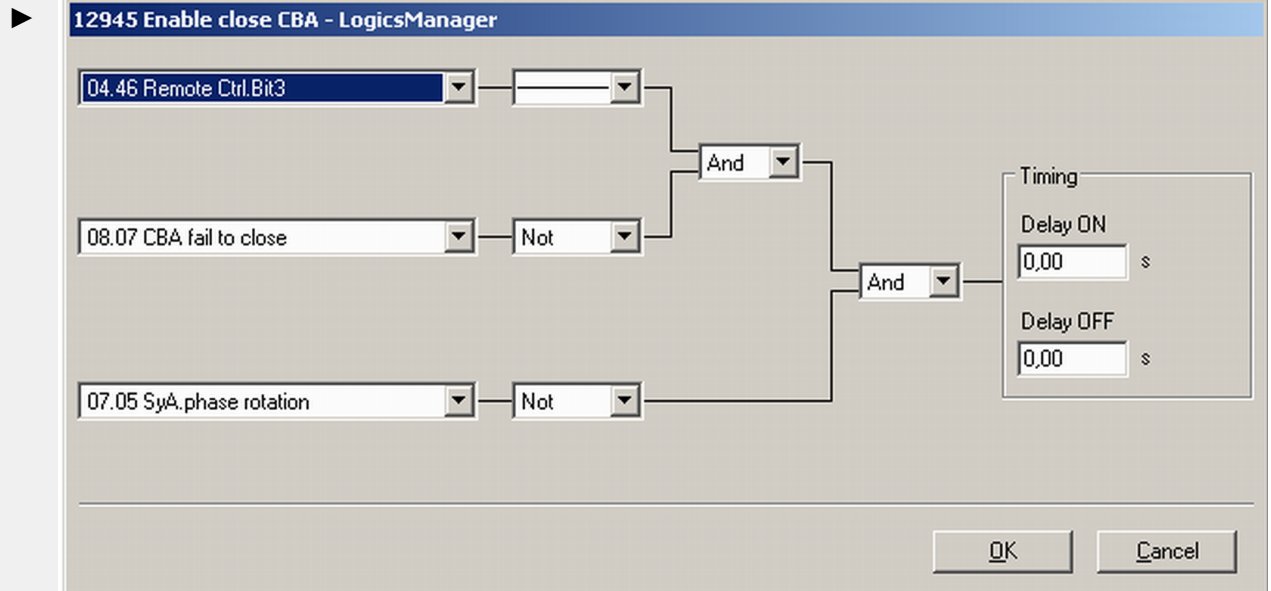 12945 Enable close CBA - LogicsManager
04.46 Remote Ctrl.Bit3
And
Timing
Delay ON
08.07 CBA fail to close Not
0,00 s
And
Delay OFF
0,00 s
07.05 SyA.phase rotation Not
OK Cancel